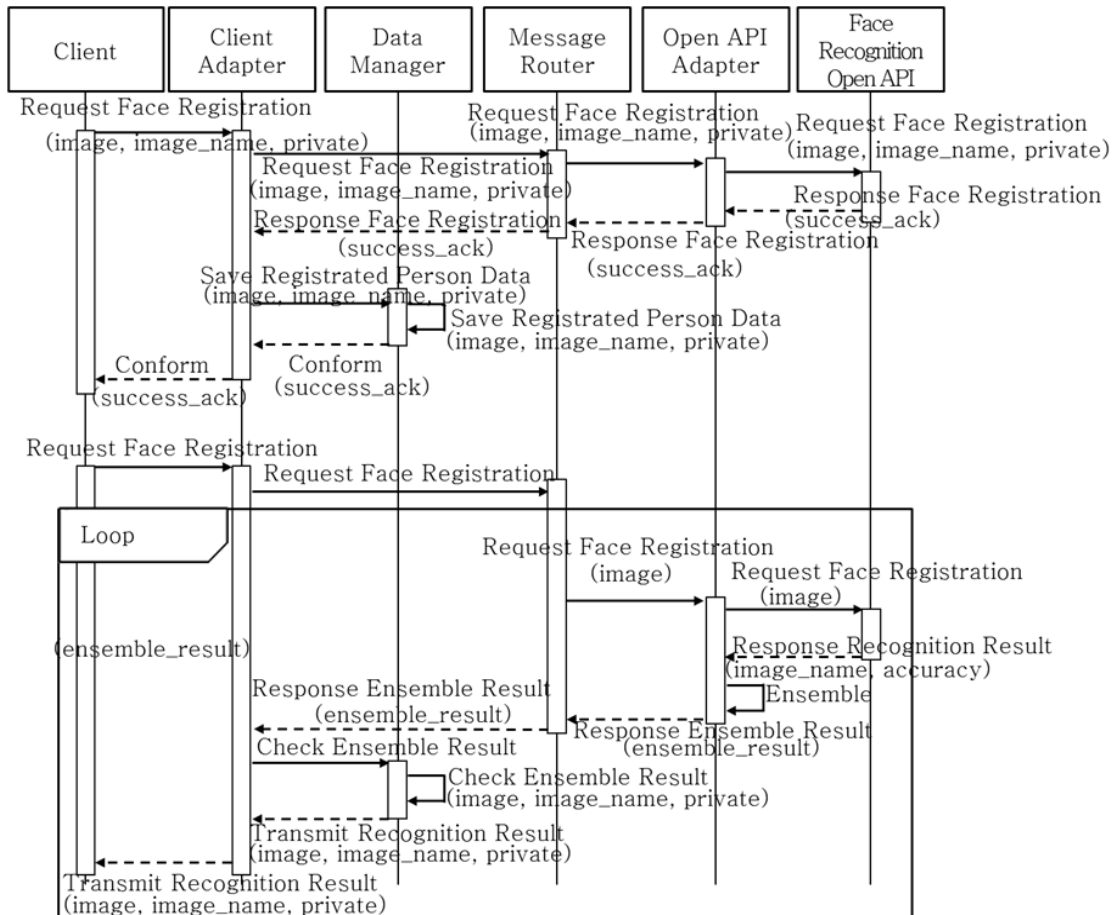 Client
Client
Adapter
Data
Manager
Message
Router
Open API
Adapter
Face
Recognition
Open API
Request Face Registration
(image, image_name, private)
Request Face Registration
(image, image_name, private)
Request Face Registration
(image, image_name, private)
Request Face Registration
(image, image_name, private)
Response Face Registration
(success_ack)
Response Face Registration
(success_ack)
Response Face Registration
(success_ack)
Save Registrated Person Data
(image, image_name, private)
Save Registrated Person Data
(image, image_name, private)
Conform
(success_ack)
Conform
(success_ack)
Request Face Registration
Request Face Registration
Loop
Request Face Registration
(image)
Request Face Registration
(image)
(ensemble_result)
Response Recognition Result
(image_name, accuracy)
Ensemble
Response Ensemble Result
(ensemble_result)
Response Ensemble Result
(ensemble_result)
Check Ensemble Result
Check Ensemble Result
(image, image_name, private)
Transmit Recognition Result
(image, image_name, private)
Transmit Recognition Result
(image, image_name, private)